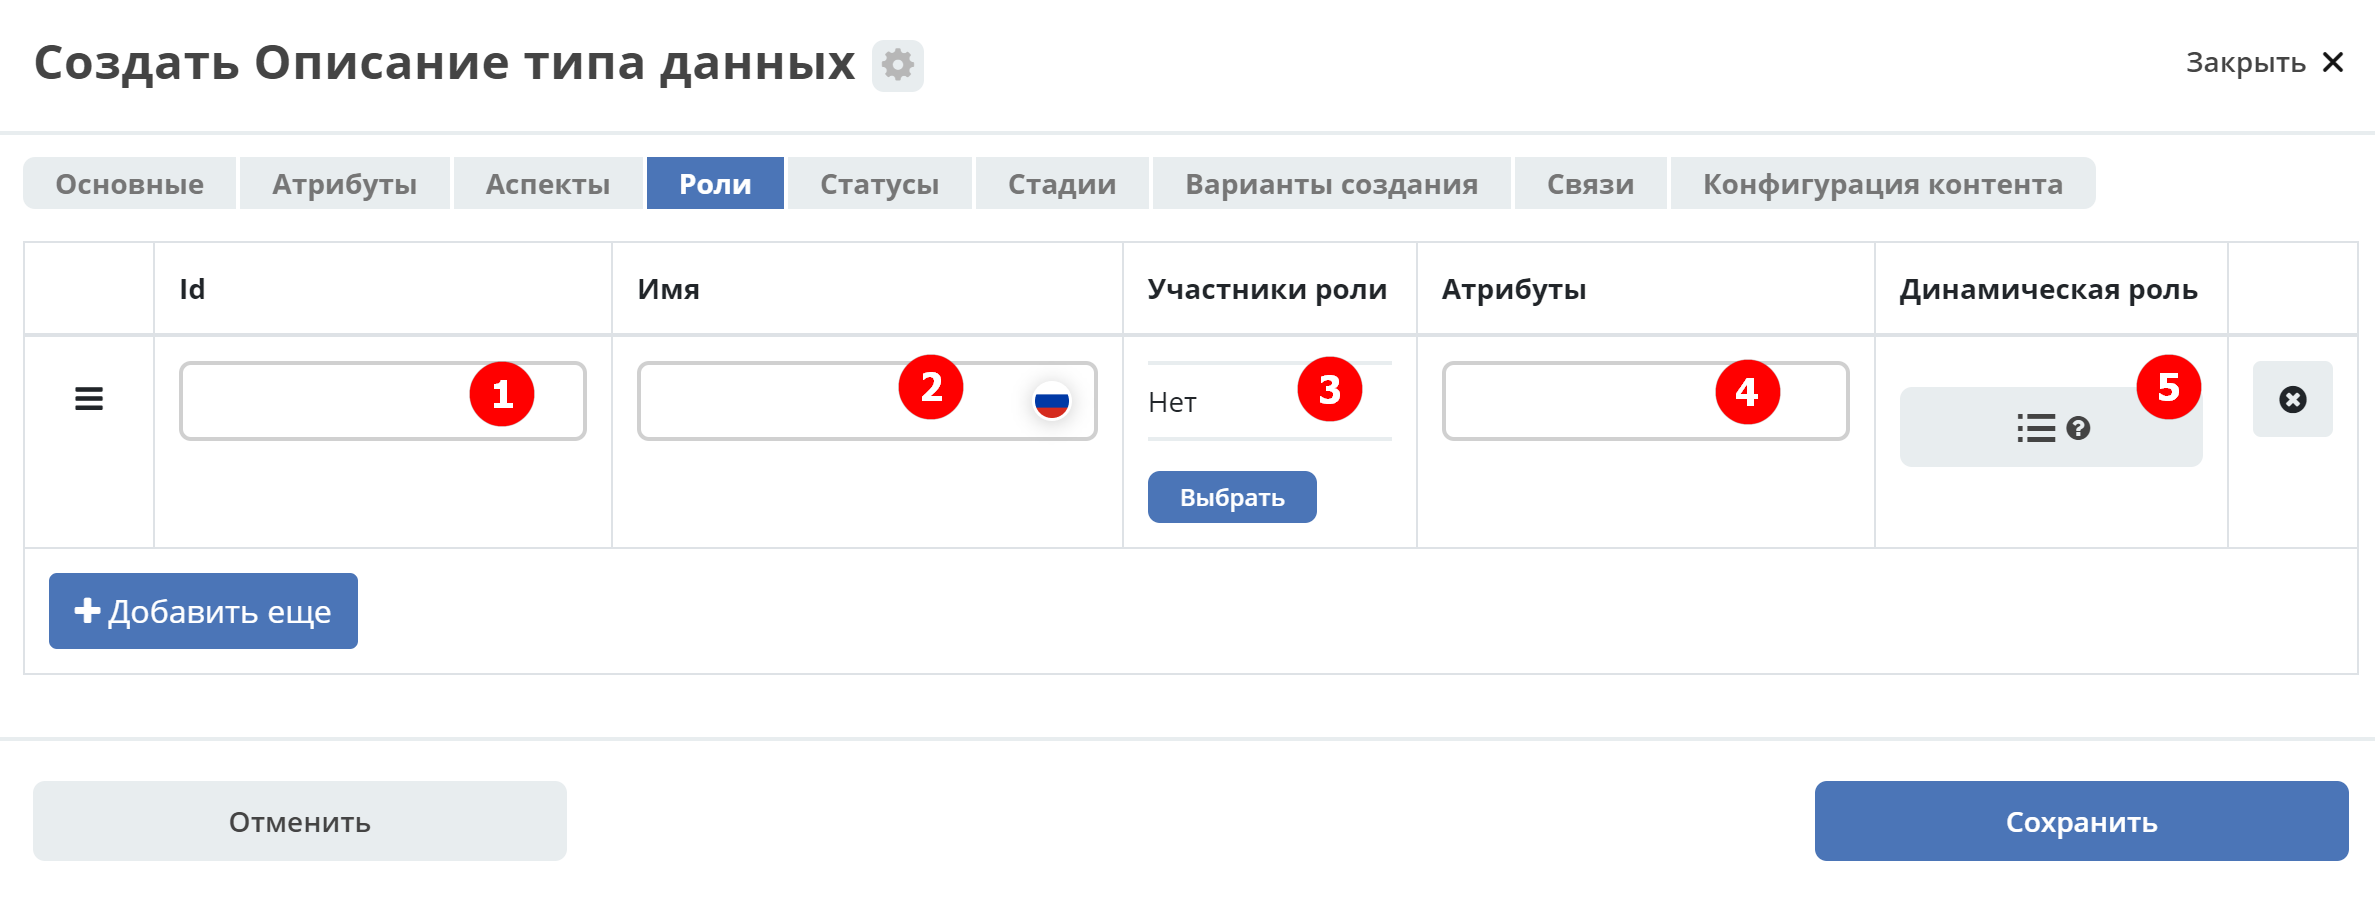 Создать Описание типа данных
Закрыть
Основные Атрибуты Аспекты Роли Статусы Стадии Варианты создания Связи Конфигурация контента
Id Имя Участники роли Атрибуты Динамическая роль
1 2 Нет 3 4 ? 5
Выбрать
Добавить еще
Отменить Сохранить